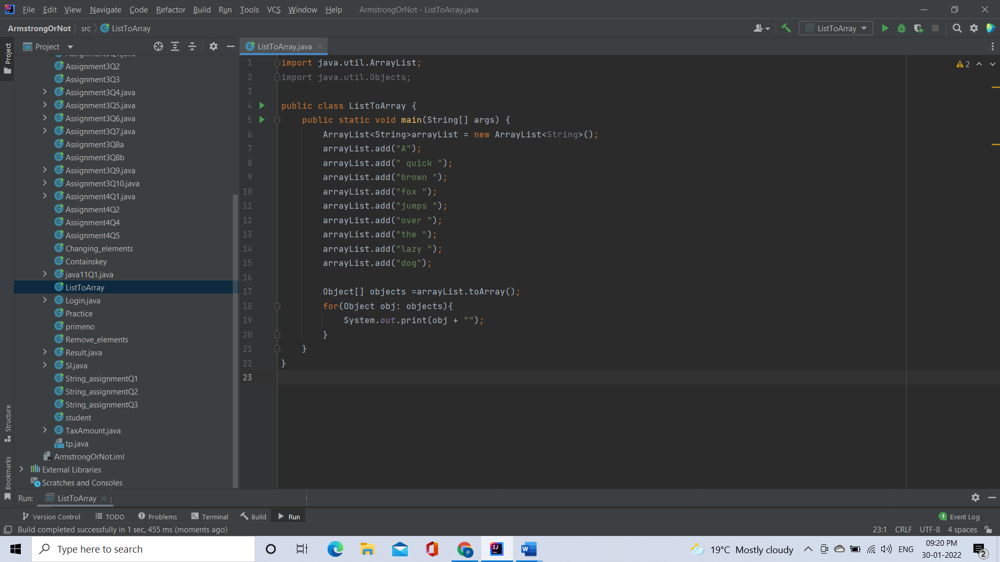 File Edit View Navigate Code Refactor Build Run Tools VCS Window Help ArmstrongOrNot - ListToArray.java
ArmstrongOrNot src ListToArray ListToArray
Project
Project
ListToArray.java
Assignment3Q2
Assignment3Q3
Assignment3Q4.java
Assignment3Q5.java
Assignment3Q6.java
Assignment3Q7.java
Assignment3Q8a
Assignment3Q8b
Assignment3Q9.java
Assignment3Q10.java
Assignment4Q1.java
Assignment4Q2
Assignment4Q4
Assignment4Q5
Changing_elements
Containskey
java11Q1.java
ListToArray
Login.java
Practice
primeno
Remove_elements
Result.java
SI.java
String_assignmentQ1
String_assignmentQ2
String_assignmentQ3
student
TaxAmount.java
tp.java
ArmstrongOrNot.iml
External Libraries
Scratches and Consoles
Structure
Bookmarks
2
1 import java.util.ArrayList;
2 import java.util.Objects;
3
4 public class ListToArray {
5 public static void main(String[] args) {
6 ArrayList<String>arrayList = new ArrayList<String>();
7 arrayList.add("A");
8 arrayList.add(" quick ");
9 arrayList.add("brown ");
10 arrayList.add("fox ");
11 arrayList.add("jumps ");
12 arrayList.add("over ");
13 arrayList.add("the ");
14 arrayList.add("lazy ");
15 arrayList.add("dog");
16
17 Object[] objects =arrayList.toArray();
18 for(Object obj: objects){
19 System.out.print(obj + "");
20 }
21 }
22 }
23
Run: ListToArray
Version Control TODO Problems Terminal Build Run 1 Event Log
Build completed successfully in 1 sec, 455 ms (moments ago) 23:1 CRLF UTF-8 4 spaces
Type here to search 19°C Mostly cloudy ENG 09:20 PM
30-01-2022 2